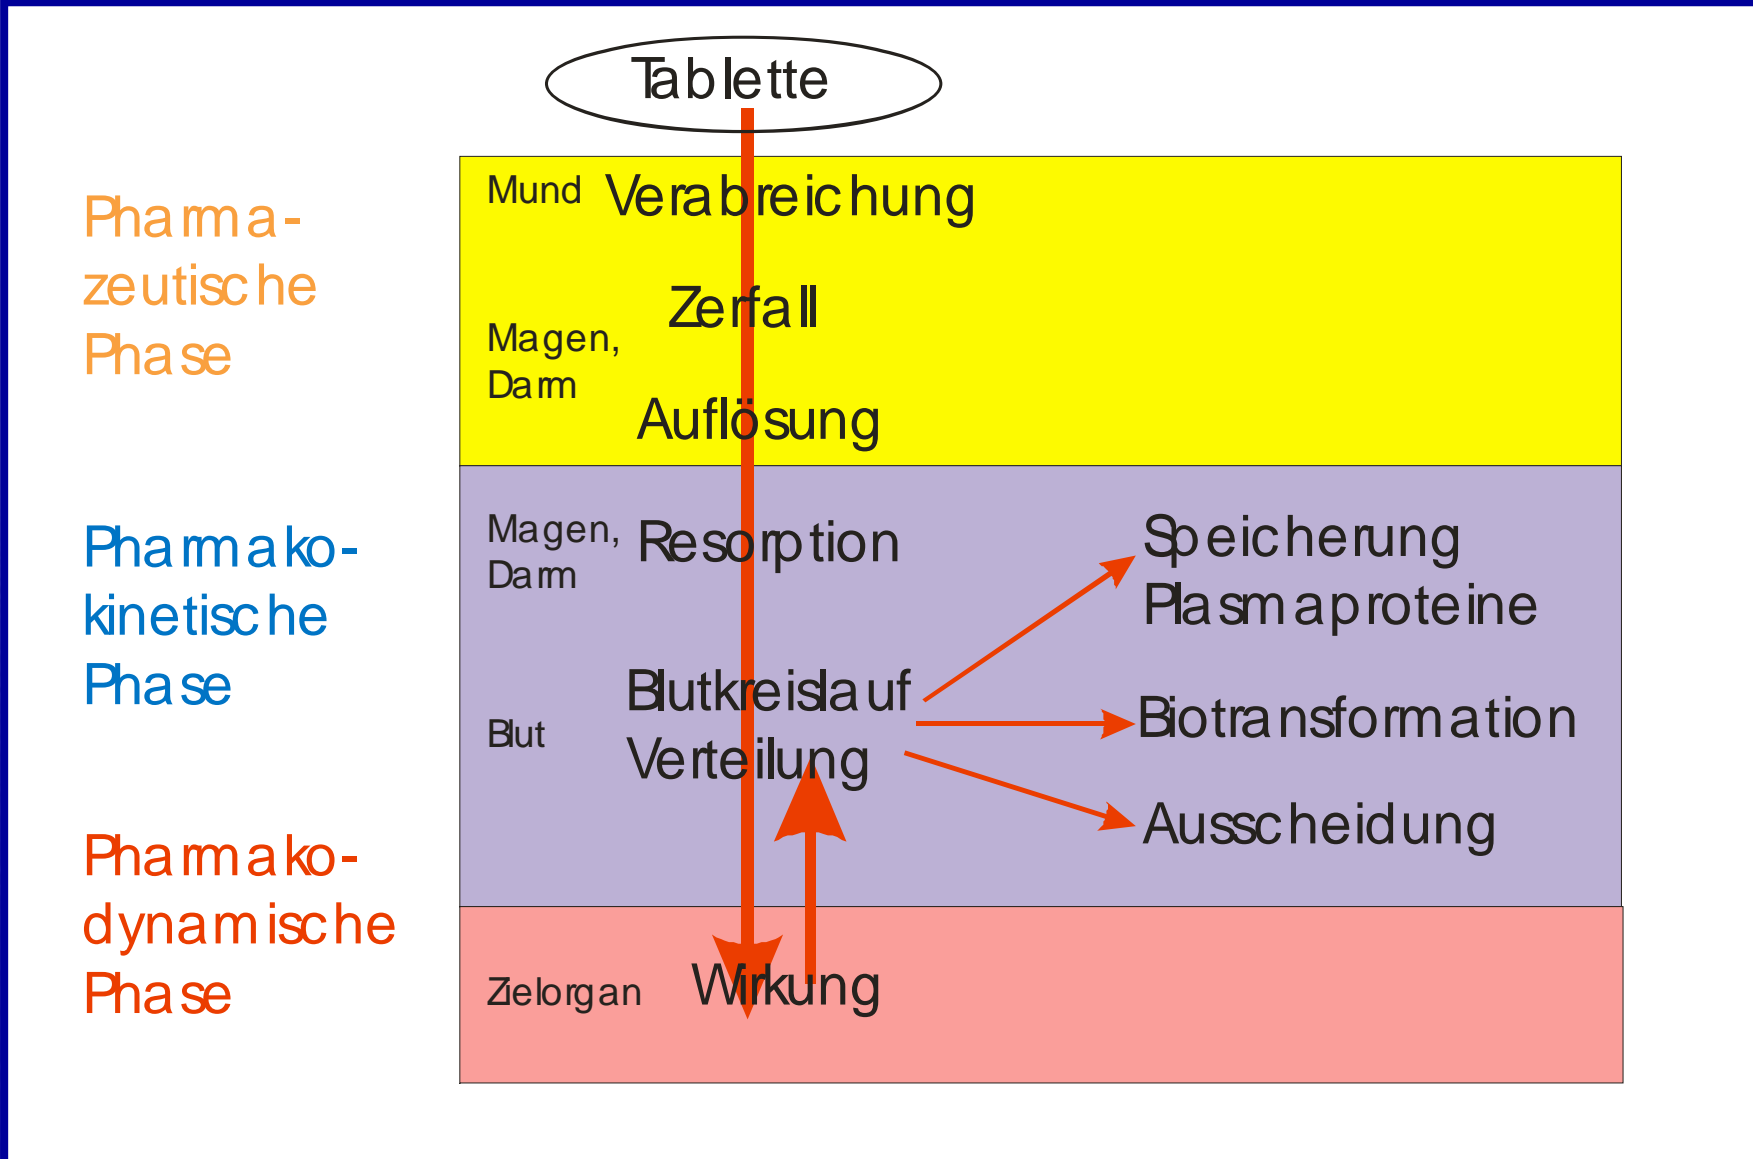 Tablette
Pharma-
zeutische
Phase
Mund Verabreichung
Zerfall
Magen,
Darm
Auflösung
Pharmako-
kinetische
Phase
Magen,
Darm
Resorption
Speicherung
Plasmaproteine
Blut
Blutkreislauf
Verteilung
Biotransformation
Ausscheidung
Pharmako-
dynamische
Phase
Zielorgan Wirkung